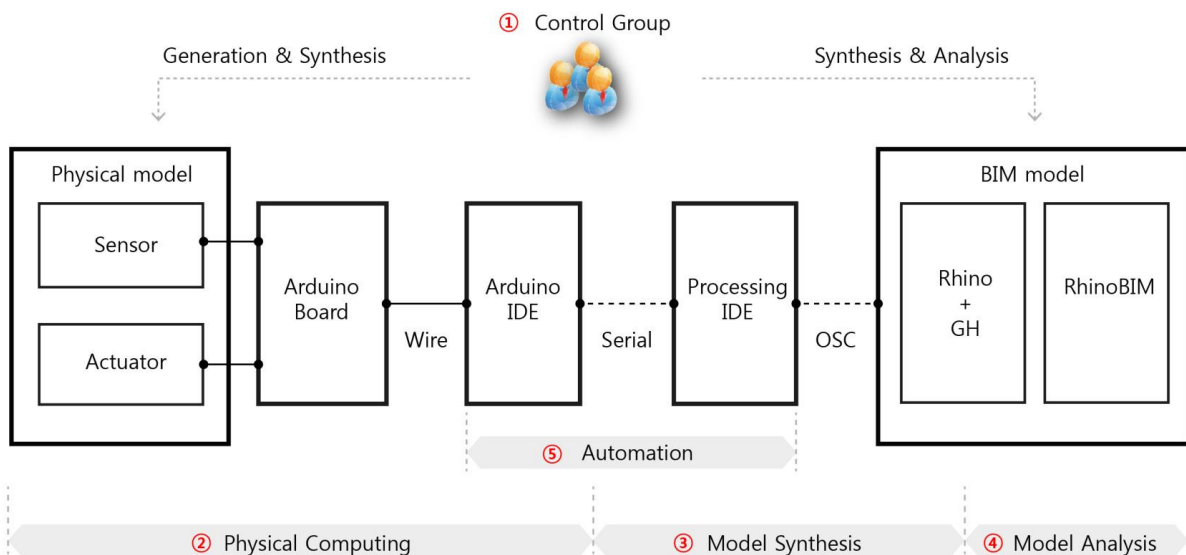 ① Control Group
Generation & Synthesis
Synthesis & Analysis
Physical model
Sensor
Actuator
Arduino
Board
Wire
Arduino
IDE
Serial
Processing
IDE
OSC
BIM model
Rhino
+
GH
RhinoBIM
⑤ Automation
② Physical Computing
③ Model Synthesis
④ Model Analysis